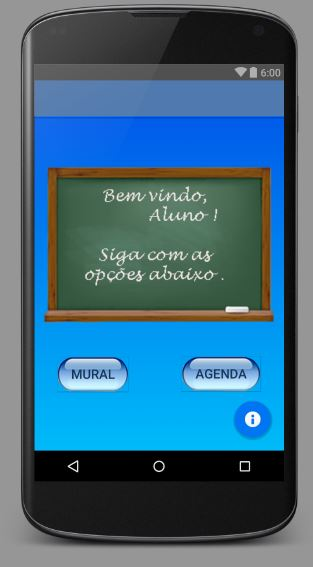 6:00
Bem vindo,
Aluno !
Siga com as
opções abaixo .
MURAL AGENDA